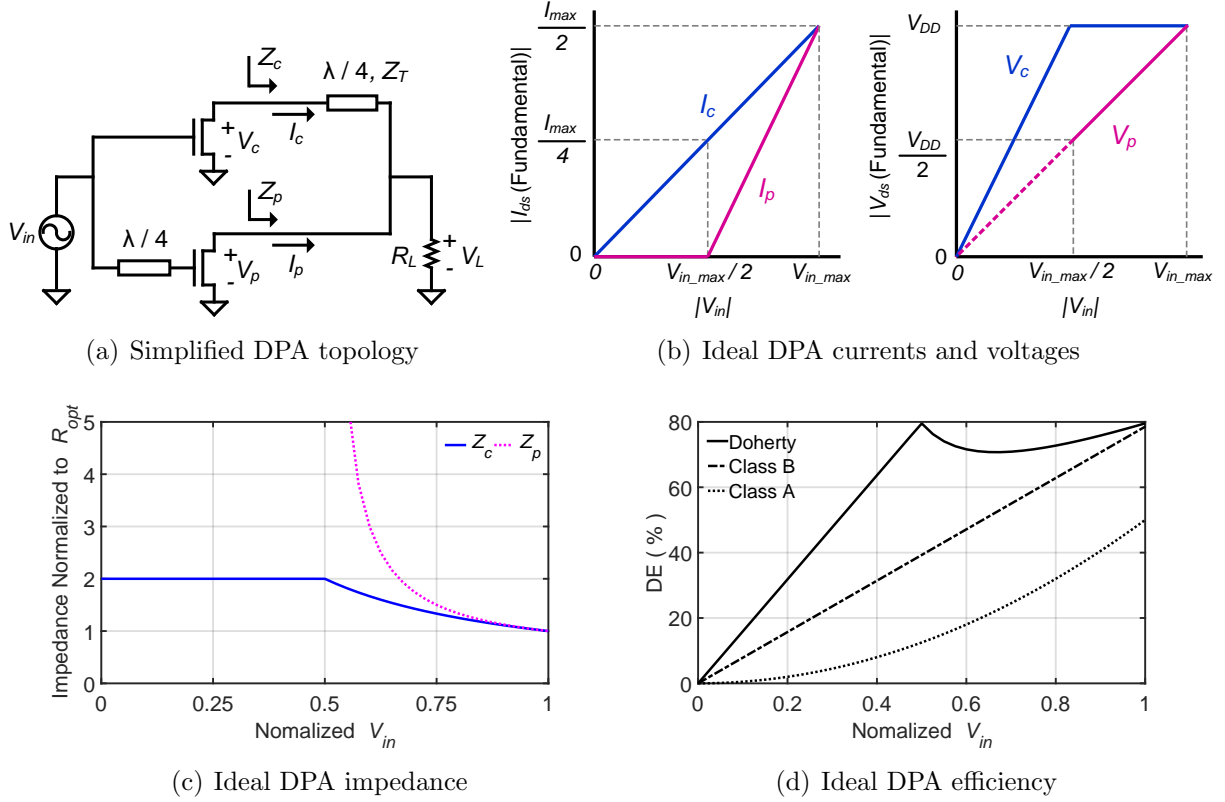 Z_c
λ / 4, Z_T
+
V_c
-
I_c
Z_p
V_in
λ / 4
+
V_p
-
I_p
R_L
+
V_L
-
(a) Simplified DPA topology
|I_ds (Fundamental)|
I_max
2
I_max
4
0
I_c
I_p
0
V_in_max / 2
V_in_max
|V_in|
|V_ds (Fundamental)|
V_DD
V_DD
2
0
V_c
V_p
0
V_in_max / 2
V_in_max
|V_in|
(b) Ideal DPA currents and voltages
Impedance Normalized to R_opt
5
4
3
2
1
0
Z_c
Z_p
0
0.25
0.5
0.75
1
Nomalized V_in
(c) Ideal DPA impedance
DE ( % )
80
60
40
20
0
Doherty
Class B
Class A
0
0.2
0.4
0.6
0.8
1
Nomalized V_in
(d) Ideal DPA efficiency